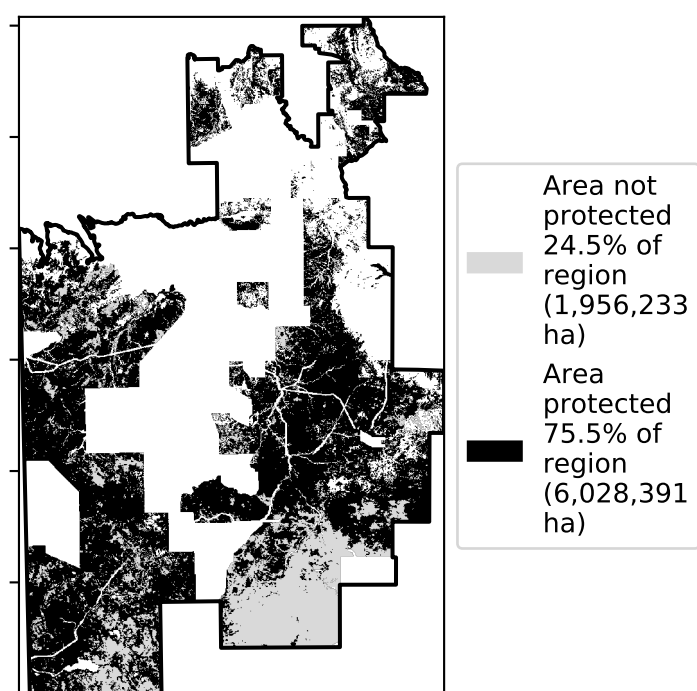 Area not
protected
24.5% of
region
(1,956,233
ha)
Area
protected
75.5% of
region
(6,028,391
ha)